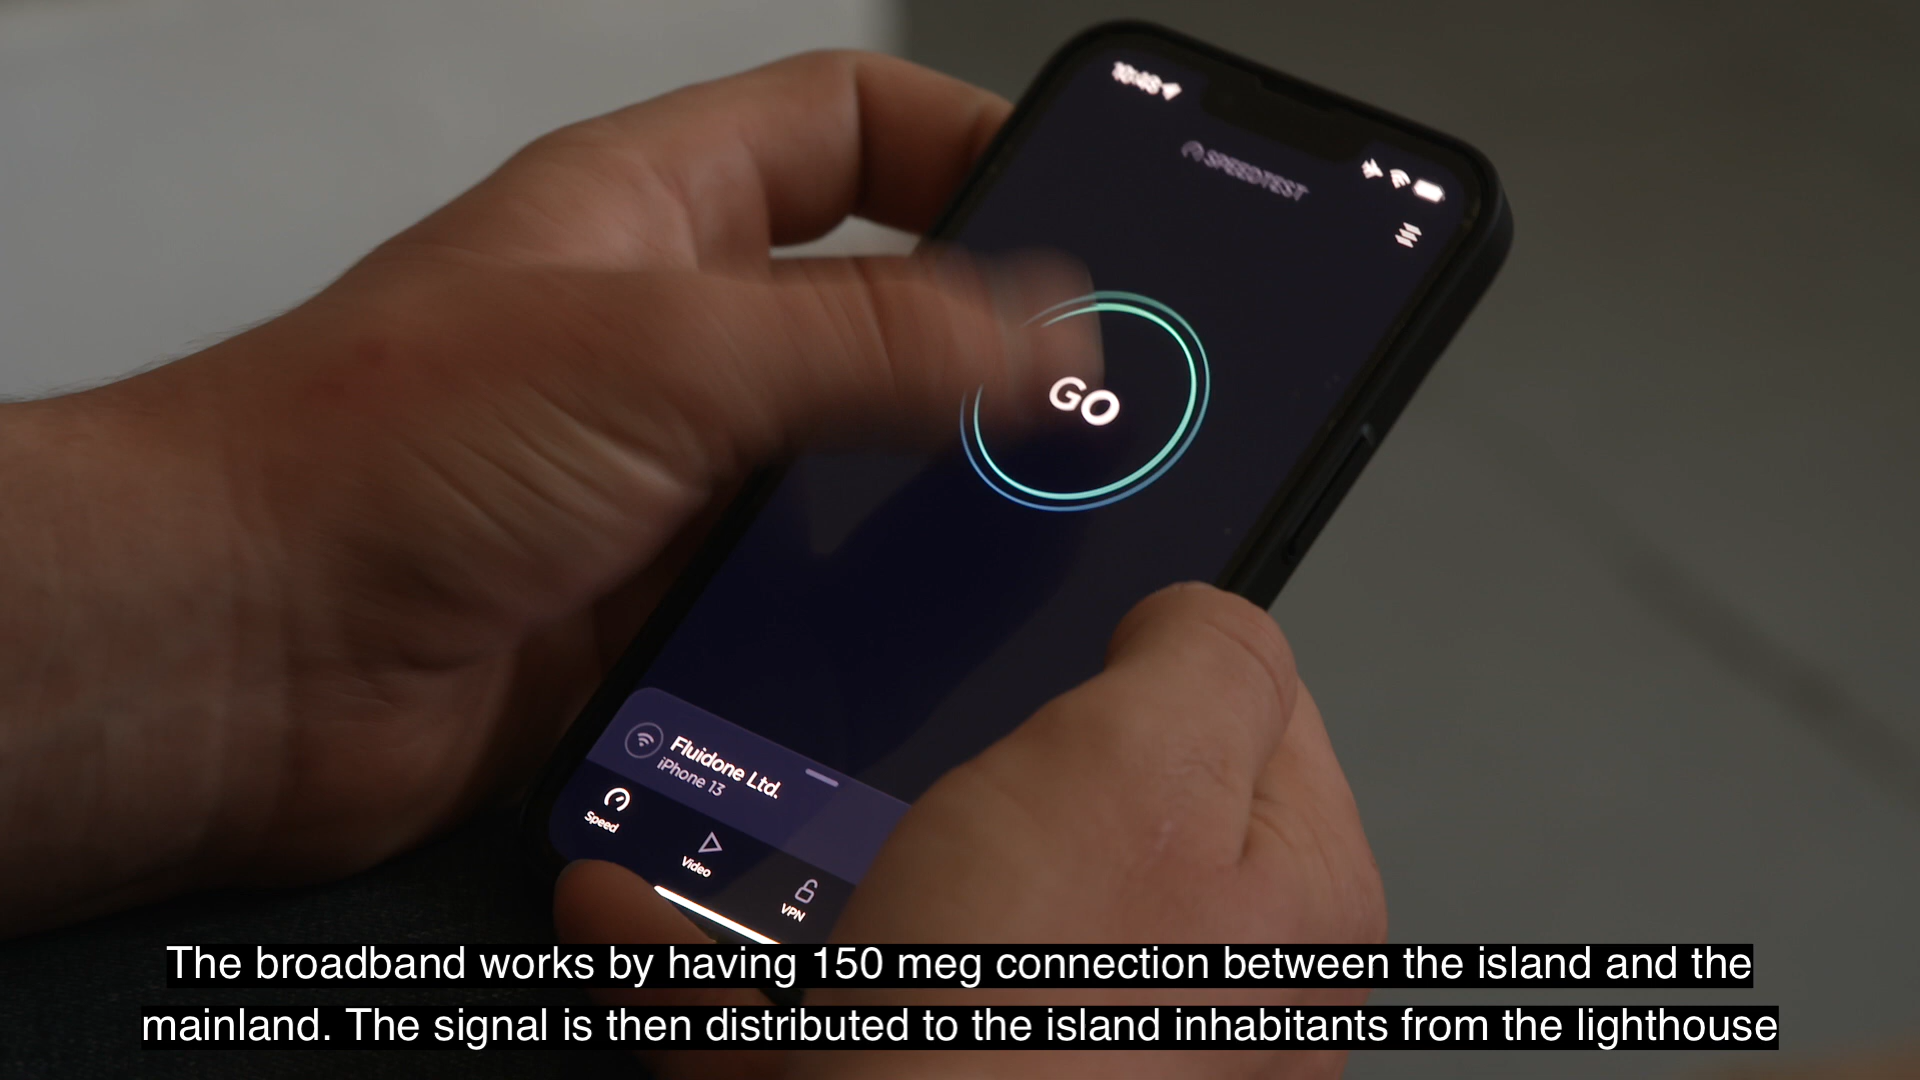 SPEEDTEST
GO
Fluidone Ltd.
iPhone 13
Speed
Video
VPN
The broadband works by having 150 meg connection between the island and the
mainland. The signal is then distributed to the island inhabitants from the lighthouse